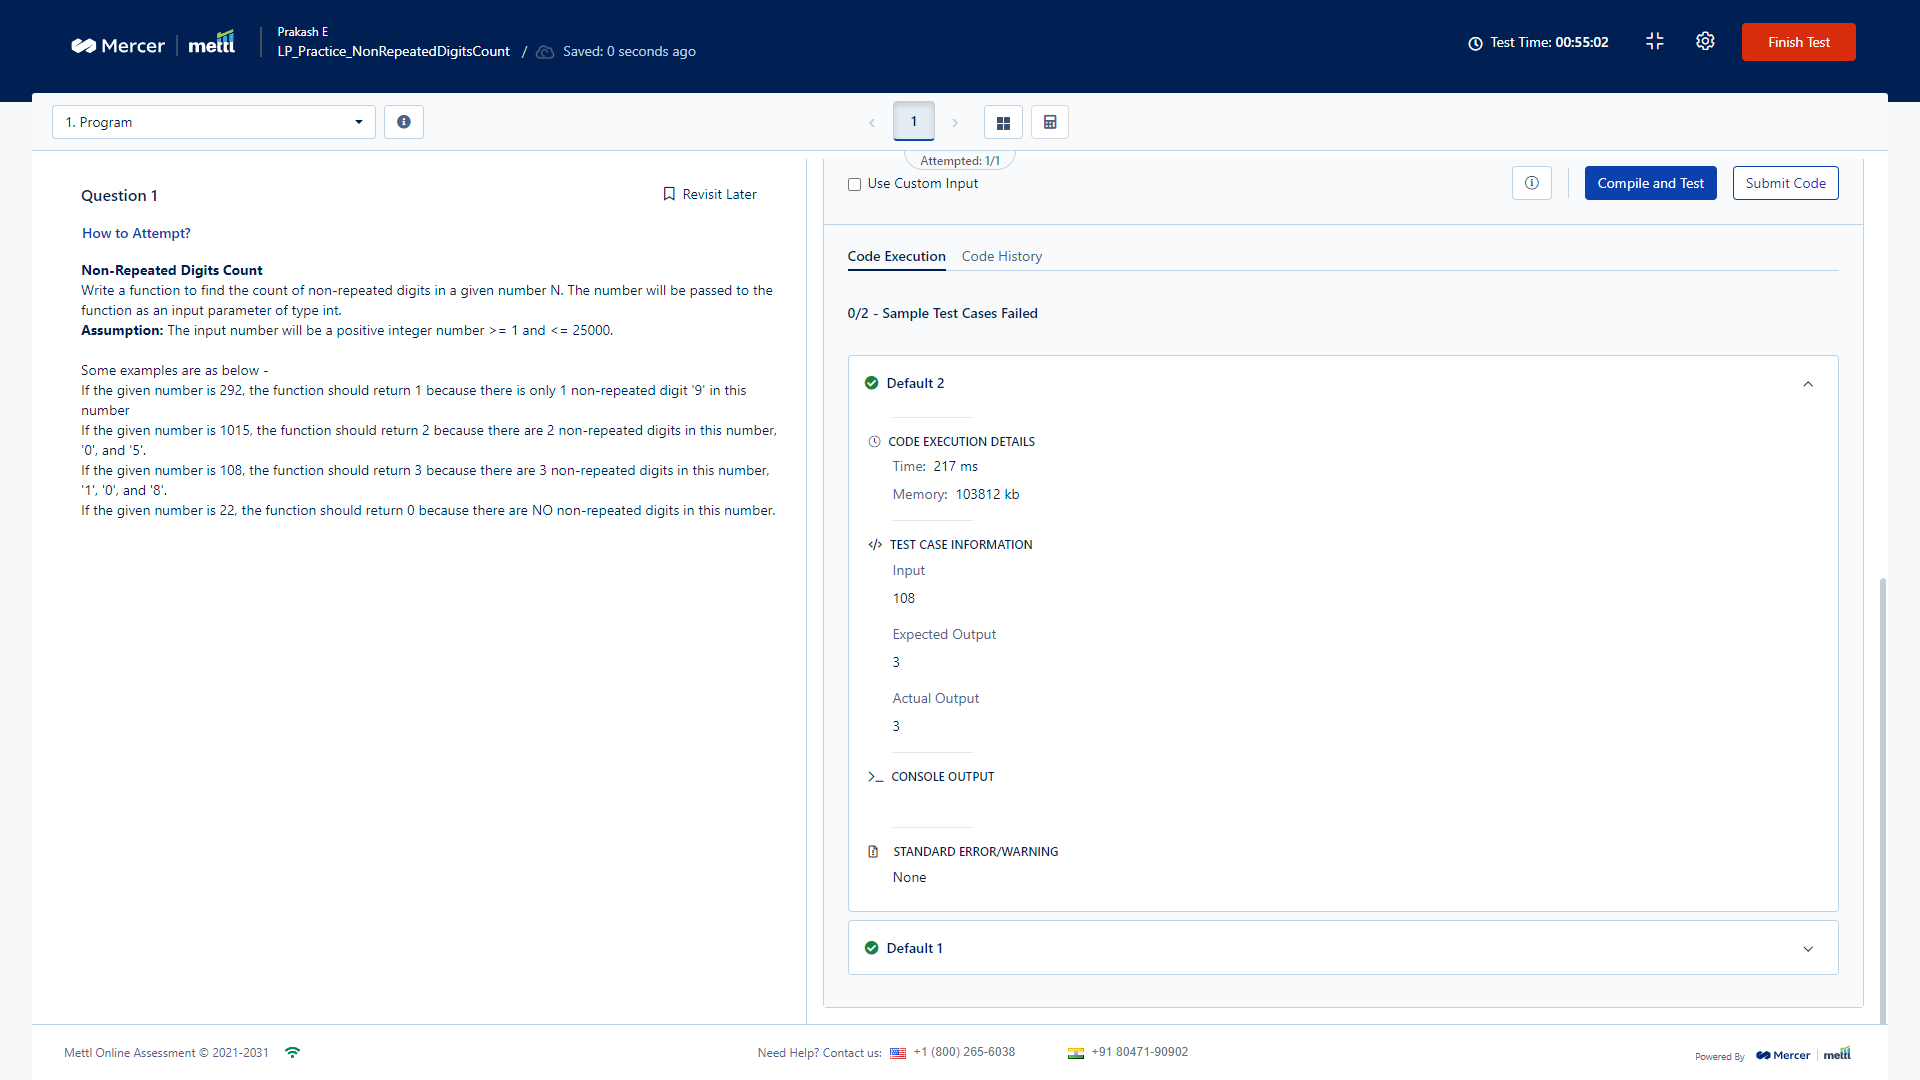 Mercer | mettl
Prakash E
LP_Practice_NonRepeatedDigitsCount / Saved: 0 seconds ago
Test Time: 00:55:02
Finish Test
1. Program
1
Attempted: 1/1
Question 1
Revisit Later
How to Attempt?
Non-Repeated Digits Count
Write a function to find the count of non-repeated digits in a given number N. The number will be passed to the
function as an input parameter of type int.
Assumption: The input number will be a positive integer number >= 1 and <= 25000.
Some examples are as below -
If the given number is 292, the function should return 1 because there is only 1 non-repeated digit '9' in this
number
If the given number is 1015, the function should return 2 because there are 2 non-repeated digits in this number,
'0', and '5'.
If the given number is 108, the function should return 3 because there are 3 non-repeated digits in this number,
'1', '0', and '8'.
If the given number is 22, the function should return 0 because there are NO non-repeated digits in this number.
Use Custom Input
Compile and Test
Submit Code
Code Execution
Code History
0/2 - Sample Test Cases Failed
Default 2
CODE EXECUTION DETAILS
Time: 217 ms
Memory: 103812 kb
</> TEST CASE INFORMATION
Input
108
Expected Output
3
Actual Output
3
CONSOLE OUTPUT
STANDARD ERROR/WARNING
None
Default 1
Mettl Online Assessment © 2021-2031
Need Help? Contact us: +1 (800) 265-6038
+91 80471-90902
Powered By Mercer | mettl